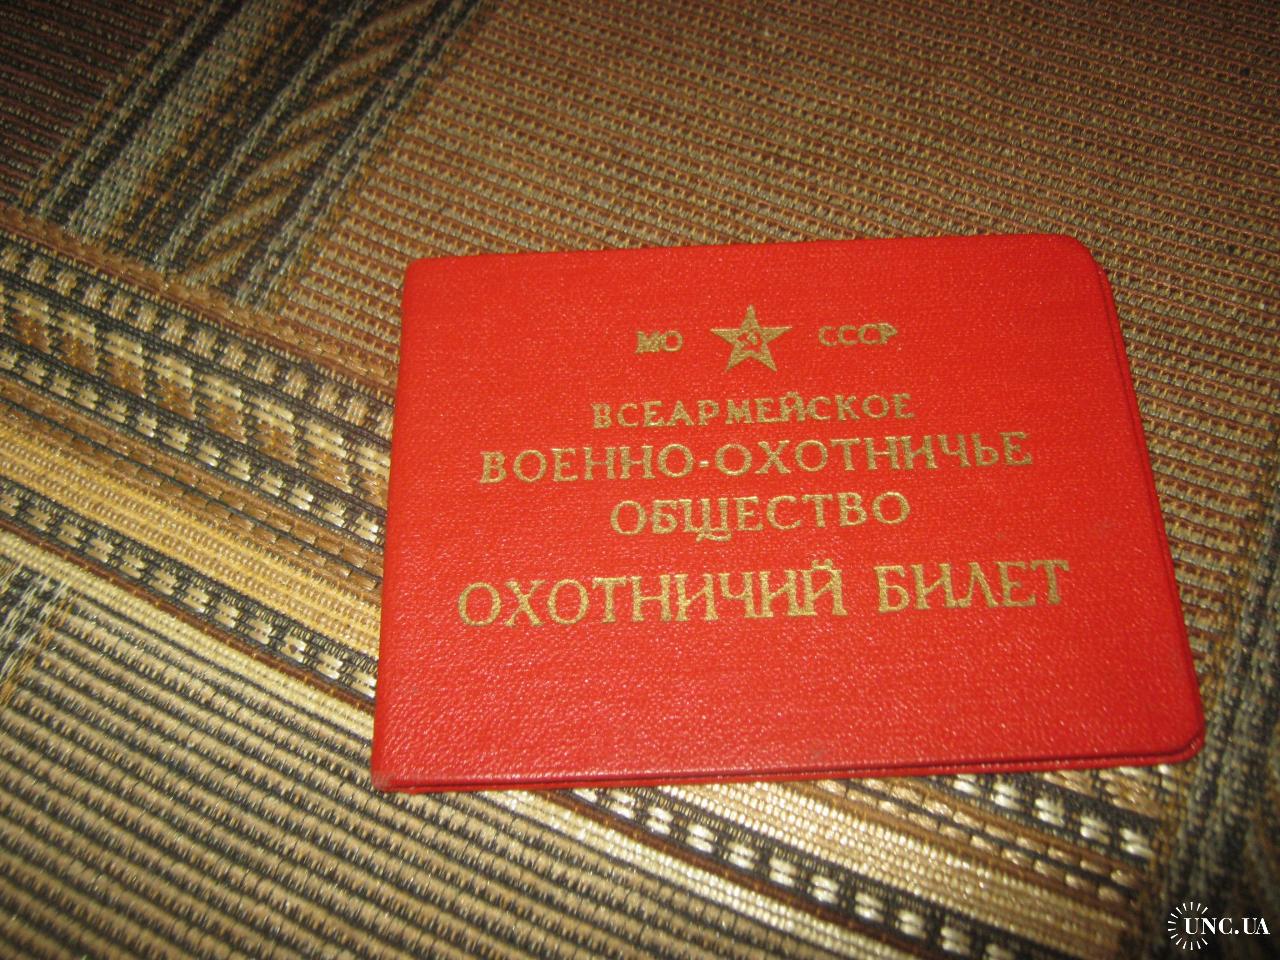 МО СССР
ВСЕАРМЕЙСКОЕ
ВОЕННО-ОХОТНИЧЬЕ
ОБЩЕСТВО
ОХОТНИЧИЙ БИЛЕТ
UNC.UA